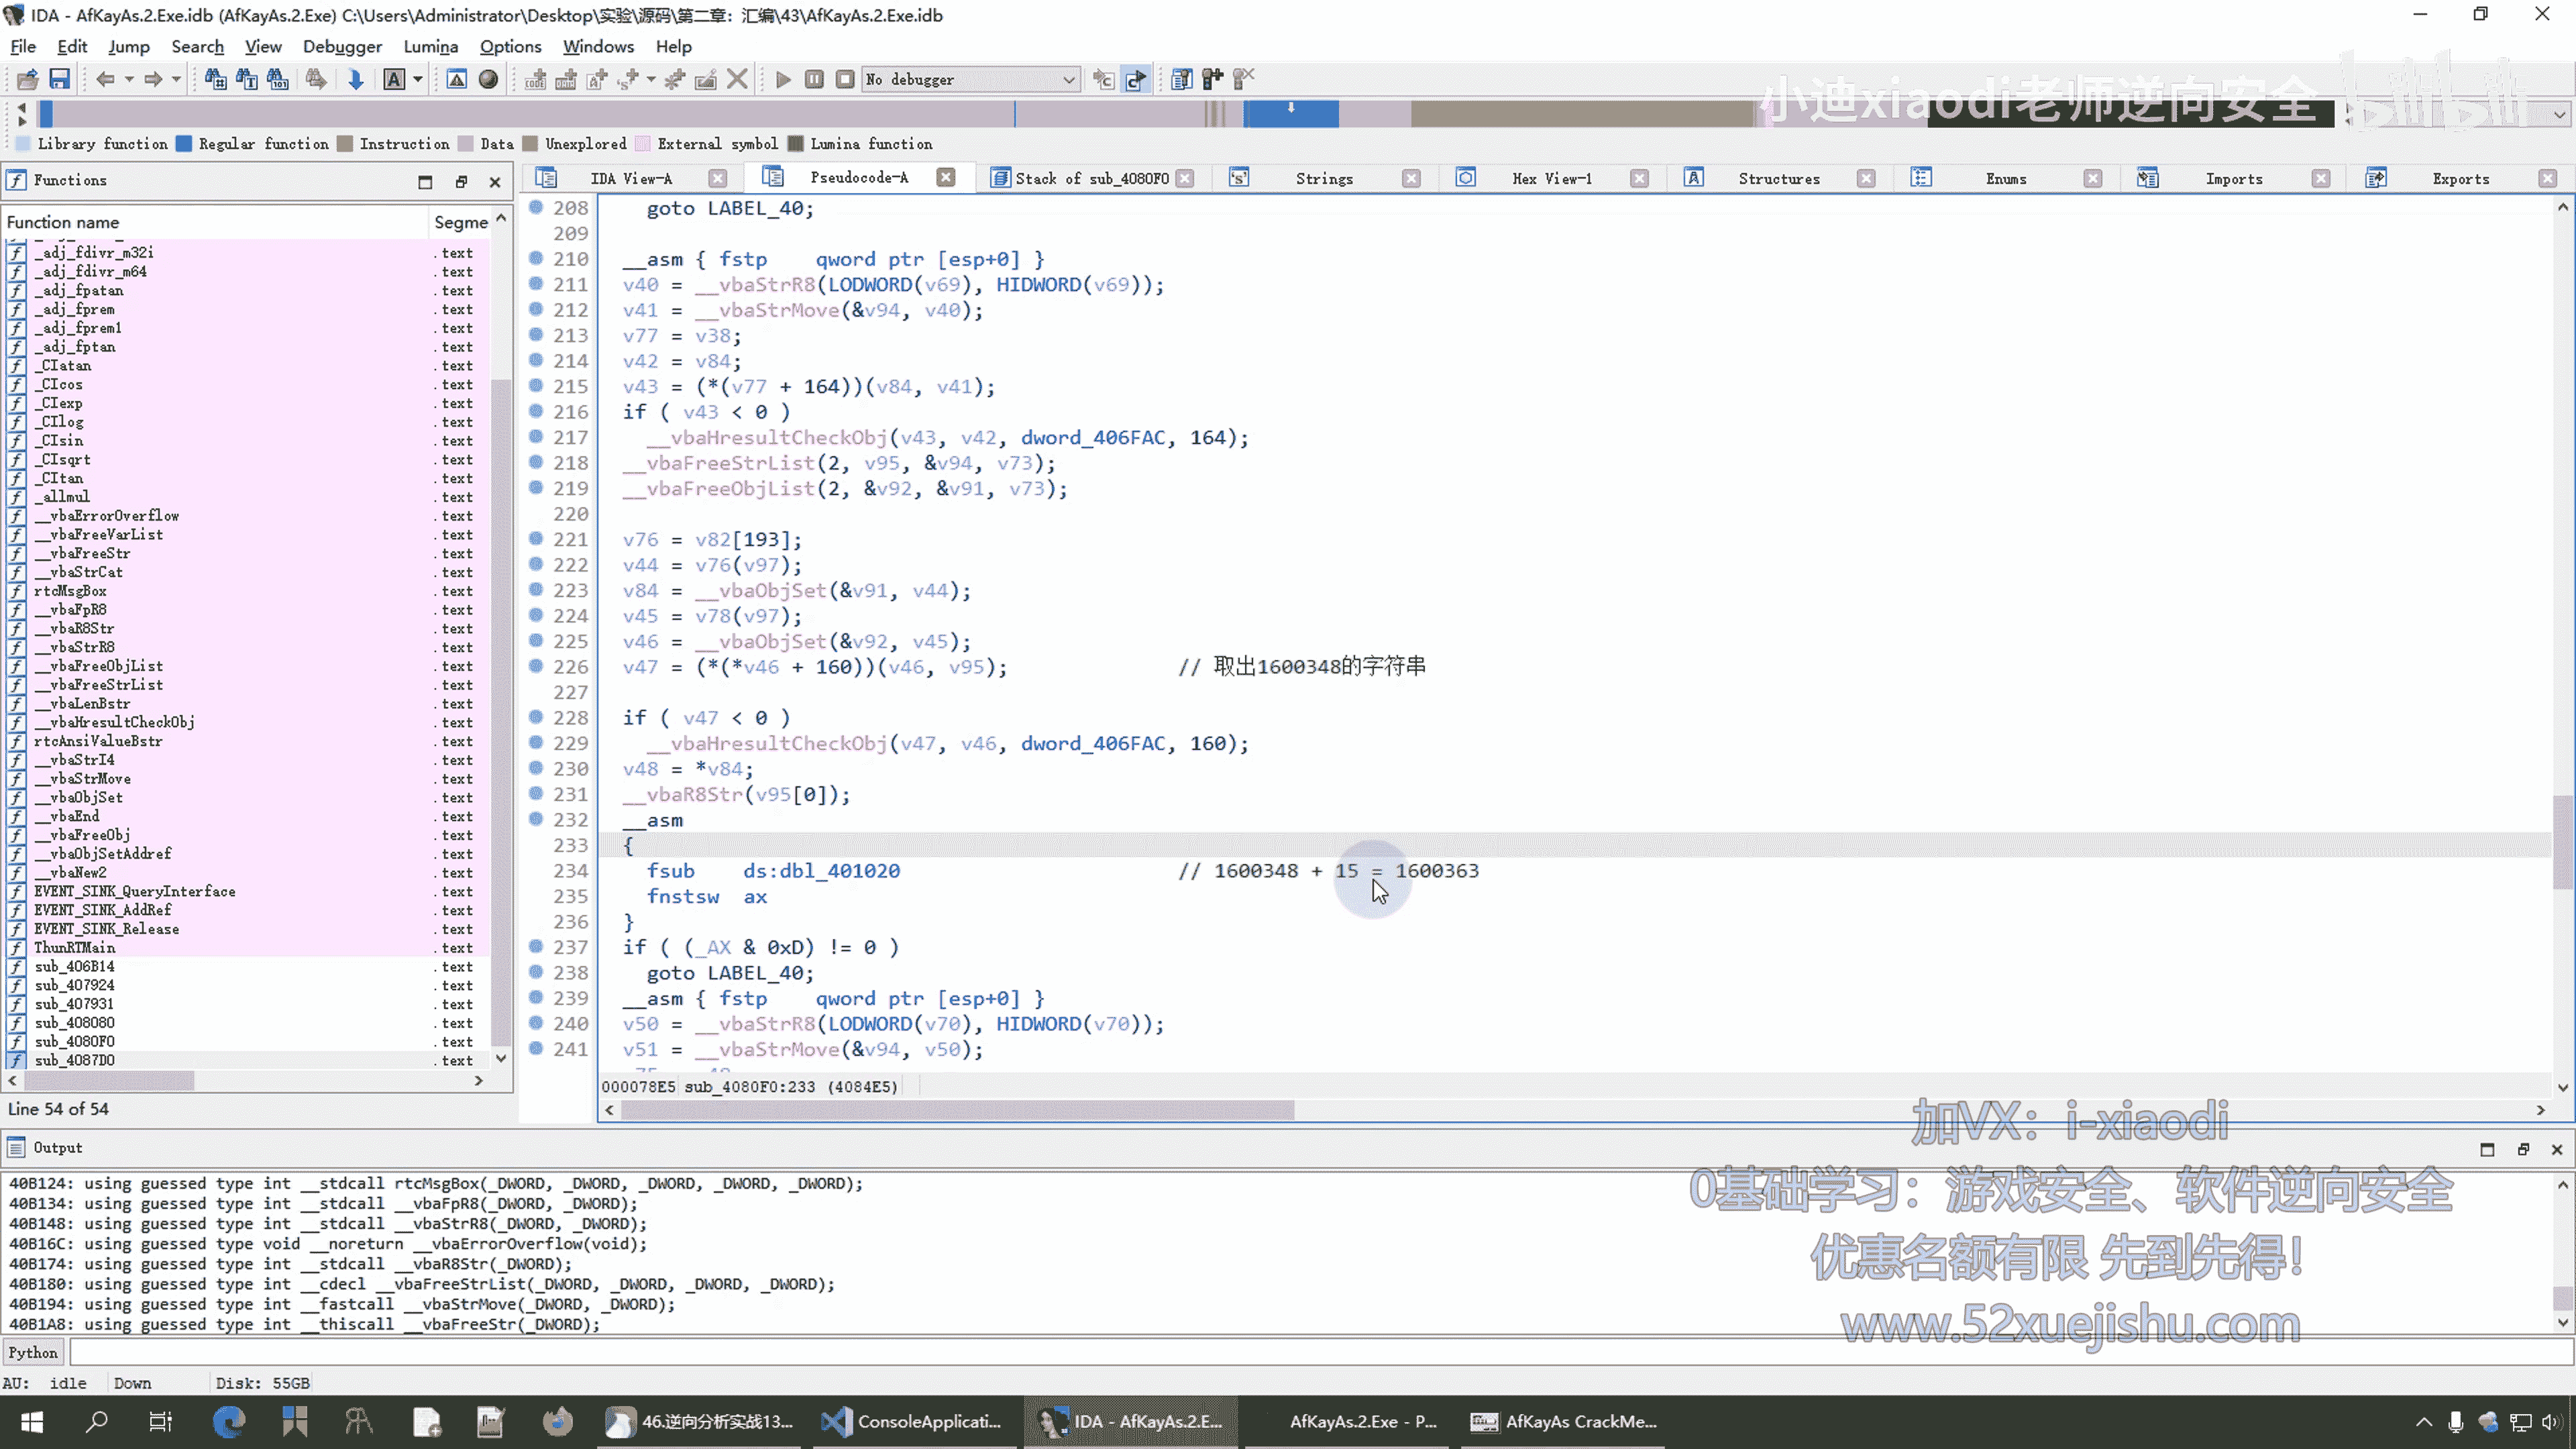 IDA - AfKayAs.2.Exe.idb (AfKayAs.2.Exe) C:\Users\Administrator\Desktop\实验\源码\第二章：汇编\43\AfKayAs.2.Exe.idb
File Edit Jump Search View Debugger Lumina Options Windows Help
No debugger
小迪xiaodi老师逆向安全 bilibili
Library function Regular function Instruction Data Unexplored External symbol Lumina function
Functions
IDA View-A Pseudocode-A Stack of sub_4080F0 Strings Hex View-1 Structures Enums Imports Exports
Function name Segme
_adj_fdivr_m32i .text
_adj_fdivr_m64 .text
_adj_fpatan .text
_adj_fprem .text
_adj_fprem1 .text
_adj_fptan .text
_CIatan .text
_CIcos .text
_CIexp .text
_CIlog .text
_CIsin .text
_CIsqrt .text
_CItan .text
_allmul .text
__vbaErrorOverflow .text
__vbaFreeVarList .text
__vbaFreeStr .text
__vbaStrCat .text
rtcMsgBox .text
__vbaFpR8 .text
__vbaR8Str .text
__vbaStrR8 .text
__vbaFreeObjList .text
__vbaFreeStrList .text
__vbaLenBstr .text
__vbaHresultCheckObj .text
rtcAnsiValueBstr .text
__vbaStrI4 .text
__vbaStrMove .text
__vbaObjSet .text
__vbaEnd .text
__vbaFreeObj .text
__vbaObjSetAddref .text
__vbaNew2 .text
EVENT_SINK_QueryInterface .text
EVENT_SINK_AddRef .text
EVENT_SINK_Release .text
ThunRTMain .text
sub_406B14 .text
sub_407924 .text
sub_407931 .text
sub_408080 .text
sub_4080F0 .text
sub_4087D0 .text
Line 54 of 54
208 goto LABEL_40;
209
210 __asm { fstp qword ptr [esp+0] }
211 v40 = __vbaStrR8(LODWORD(v69), HIDWORD(v69));
212 v41 = __vbaStrMove(&v94, v40);
213 v77 = v38;
214 v42 = v84;
215 v43 = (*(v77 + 164))(v84, v41);
216 if ( v43 < 0 )
217 __vbaHresultCheckObj(v43, v42, dword_406FAC, 164);
218 __vbaFreeStrList(2, v95, &v94, v73);
219 __vbaFreeObjList(2, &v92, &v91, v73);
220
221 v76 = v82[193];
222 v44 = v76(v97);
223 v84 = __vbaObjSet(&v91, v44);
224 v45 = v78(v97);
225 v46 = __vbaObjSet(&v92, v45);
226 v47 = (*(*v46 + 160))(v46, v95); // 取出1600348的字符串
227
228 if ( v47 < 0 )
229 __vbaHresultCheckObj(v47, v46, dword_406FAC, 160);
230 v48 = *v84;
231 __vbaR8Str(v95[0]);
232 __asm
233 {
234 fsub ds:dbl_401020 // 1600348 + 15 = 1600363
235 fnstsw ax
236 }
237 if ( (_AX & 0xD) != 0 )
238 goto LABEL_40;
239 __asm { fstp qword ptr [esp+0] }
240 v50 = __vbaStrR8(LODWORD(v70), HIDWORD(v70));
241 v51 = __vbaStrMove(&v94, v50);
000078E5 sub_4080F0:233 (4084E5)
Output
40B124: using guessed type int __stdcall rtcMsgBox(_DWORD, _DWORD, _DWORD, _DWORD, _DWORD);
40B134: using guessed type int __stdcall __vbaFpR8(_DWORD, _DWORD);
40B148: using guessed type int __stdcall __vbaStrR8(_DWORD, _DWORD);
40B16C: using guessed type void __noreturn __vbaErrorOverflow(void);
40B174: using guessed type int __stdcall __vbaR8Str(_DWORD);
40B180: using guessed type int __cdecl __vbaFreeStrList(_DWORD, _DWORD, _DWORD, _DWORD);
40B194: using guessed type int __fastcall __vbaStrMove(_DWORD, _DWORD);
40B1A8: using guessed type int __thiscall __vbaFreeStr(_DWORD);
加VX：i-xiaodi
0基础学习：游戏安全、软件逆向安全
优惠名额有限 先到先得！
www.52xuejishu.com
Python
AU: idle Down Disk: 55GB
46.逆向分析实战13... ConsoleApplicati... IDA - AfKayAs.2.E... AfKayAs.2.Exe - P... AfKayAs CrackMe...